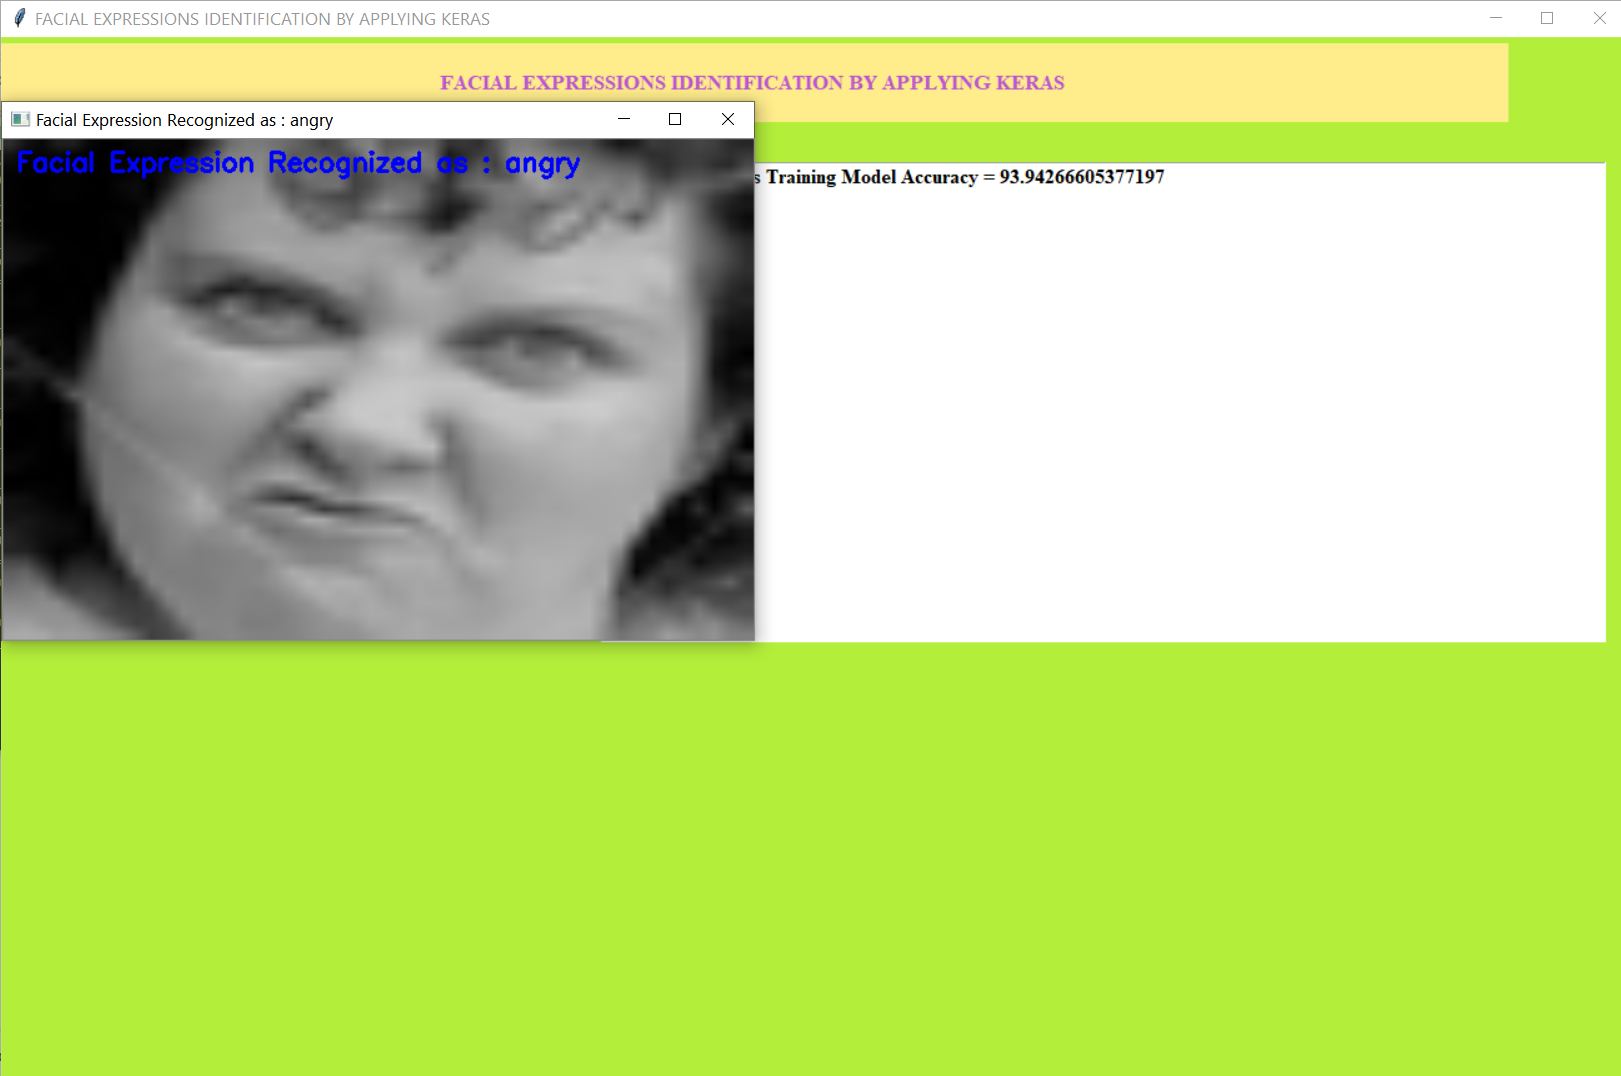 FACIAL EXPRESSIONS IDENTIFICATION BY APPLYING KERAS
FACIAL EXPRESSIONS IDENTIFICATION BY APPLYING KERAS
Facial Expression Recognized as : angry
Facial Expression Recognized as : angry
s Training Model Accuracy = 93.94266605377197